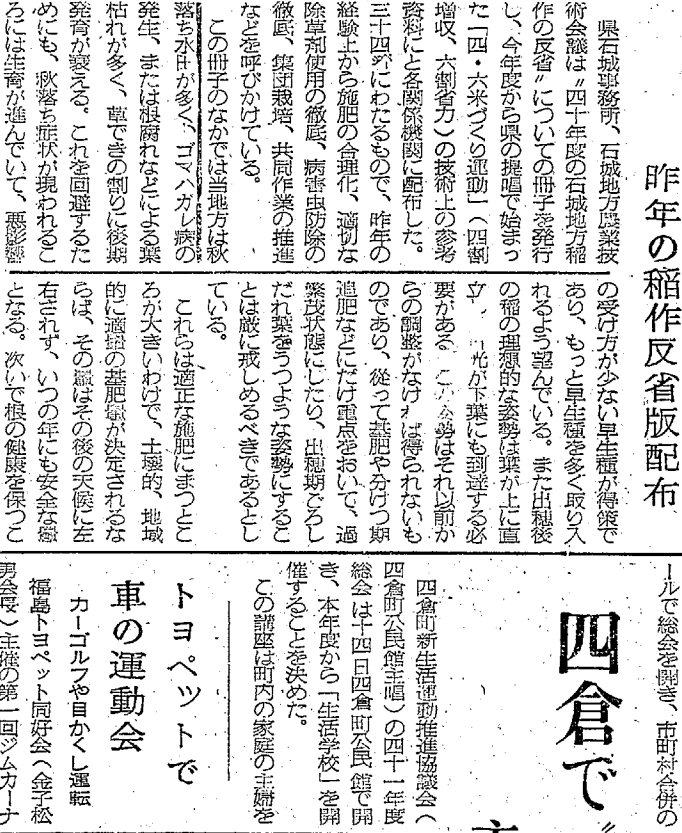 昨年の稲作反省版配布
県石城事務所、石城地方農業技
術会議は〝四十年度の石城地方稲
作の反省〟についての冊子を発行
し、今年度から県の提唱で始まっ
た「四・六米づくり運動」(四割
増収、六割省力)の技術上の参考
資料にと各関係機関に配布した。
三十四㌻にわたるもので、昨年の
経験上から施肥の合理化、適切な
除草剤使用の徹底、病害虫防除の
徹底、集団栽培、共同作業の推進
などを呼びかけている。
この冊子のなかでは当地方は秋
落ち水田が多く、ゴマハガレ病の
発生、または根腐れなどによる葉
枯れが多く、草できの割りに後期
発育が変える。これを回避するた
めにも、秋落ち症状が現われるこ
ろには生育が進んでいて、悪影響
の受け方が少ない早生種が得策で
あり、もっと早生種を多く取り入
れるよう望んでいる。また出穂後
の稲の理想的な姿勢は葉が上に直
立し 光が下葉にも到達する必
要がある こ 勢はそれ以前か
らの調整がなければ得られないも
のであり、従って基肥や分けつ期
追肥などにだけ重点をおいて、過
繁茂状態にしたり、出穂期ごろし
だれ葉をうつような姿勢にするこ
とは厳に戒しめるべきであるとし
ている。
これらは適正な施肥にまつとこ
ろが大きいわけで、土壌的、地域
的に適量の基肥量が決定されるな
らば、その量はその後の天候に左
右されず、いつの年にも安全な量
となる。次いで根の健康を保つこ
ールで総会を開き、市町村合併の
四倉で〝
四倉町新生活運動推進協議会(
四倉町公民館主唱)の四十一年度
総会は十四日四倉町公民館で開
き、本年度から「生活学校」を開
催することを決めた。
この講座は町内の家庭の主婦を
トヨペットで
車の運動会
カーゴルフや目かくし運転
福島トヨペット同好会(金子松
男会長)主催の第一回ジムカーナ